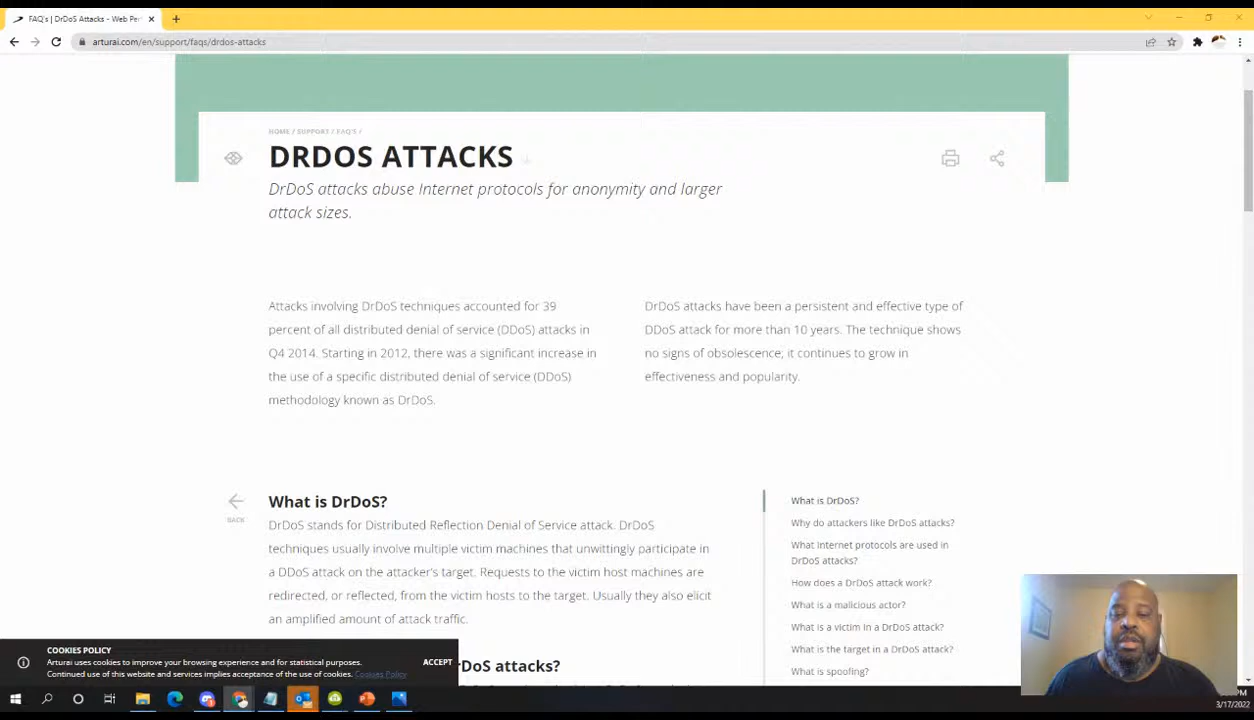 FAQ's | DrDoS Attacks - Web Per
arturai.com/en/support/faqs/drdos-attacks
HOME / SUPPORT / FAQ'S /
DRDOS ATTACKS
DrDoS attacks abuse Internet protocols for anonymity and larger
attack sizes.
Attacks involving DrDoS techniques accounted for 39
percent of all distributed denial of service (DDoS) attacks in
Q4 2014. Starting in 2012, there was a significant increase in
the use of a specific distributed denial of service (DDoS)
methodology known as DrDoS.
DrDoS attacks have been a persistent and effective type of
DDoS attack for more than 10 years. The technique shows
no signs of obsolescence; it continues to grow in
effectiveness and popularity.
BACK
What is DrDoS?
DrDoS stands for Distributed Reflection Denial of Service attack. DrDoS
techniques usually involve multiple victim machines that unwittingly participate in
a DDoS attack on the attacker's target. Requests to the victim host machines are
redirected, or reflected, from the victim hosts to the target. Usually they also elicit
an amplified amount of attack traffic.
DoS attacks?
What is DrDoS?
Why do attackers like DrDoS attacks?
What Internet protocols are used in
DrDoS attacks?
How does a DrDoS attack work?
What is a malicious actor?
What is a victim in a DrDoS attack?
What is the target in a DrDoS attack?
What is spoofing?
COOKIES POLICY
Arturai uses cookies to improve your browsing experience and for statistical purposes.
Continued use of this website and services implies acceptance of the use of cookies. Cookies Policy
ACCEPT
PM
3/17/2022